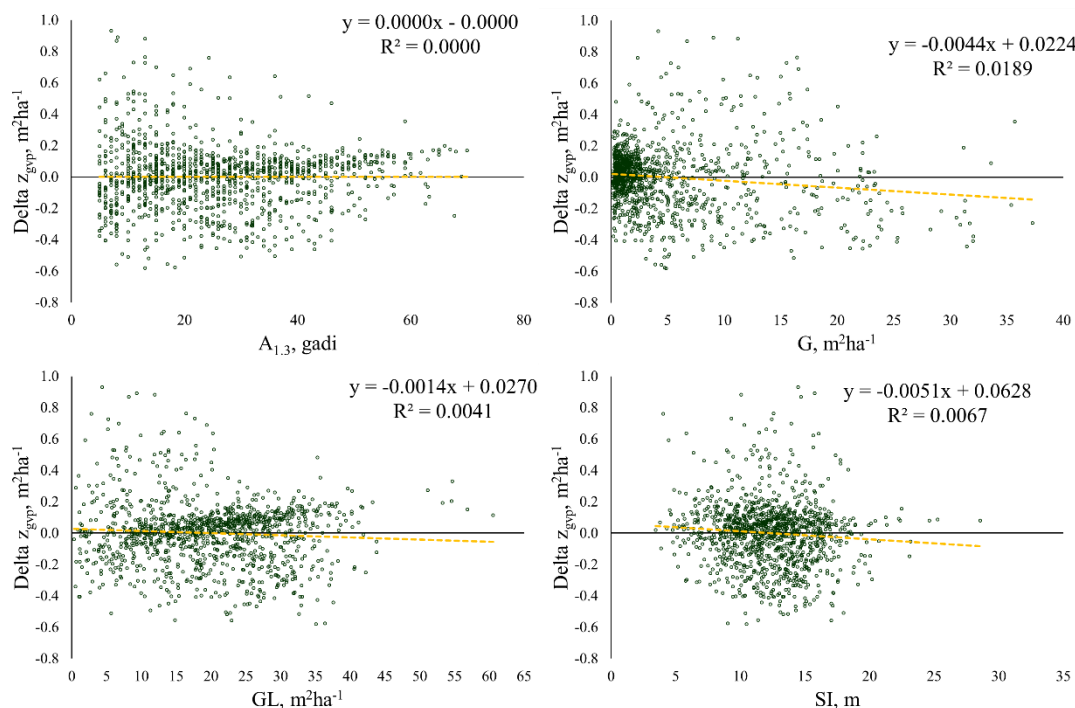 y = 0.0000x - 0.0000
R² = 0.0000
Delta z_gvp, m²ha⁻¹
1.0
0.8
0.6
0.4
0.2
0.0
-0.2
-0.4
-0.6
-0.8
0 20 40 60 80
A₁.₃, gadi
y = -0.0044x + 0.0224
R² = 0.0189
Delta z_gvp, m²ha⁻¹
1.0
0.8
0.6
0.4
0.2
0.0
-0.2
-0.4
-0.6
-0.8
0 5 10 15 20 25 30 35 40
G, m²ha⁻¹
y = -0.0014x + 0.0270
R² = 0.0041
Delta z_gvp, m²ha⁻¹
1.0
0.8
0.6
0.4
0.2
0.0
-0.2
-0.4
-0.6
-0.8
0 5 10 15 20 25 30 35 40 45 50 55 60 65
GL, m²ha⁻¹
y = -0.0051x + 0.0628
R² = 0.0067
Delta z_gvp, m²ha⁻¹
1.0
0.8
0.6
0.4
0.2
0.0
-0.2
-0.4
-0.6
-0.8
0 5 10 15 20 25 30 35
SI, m